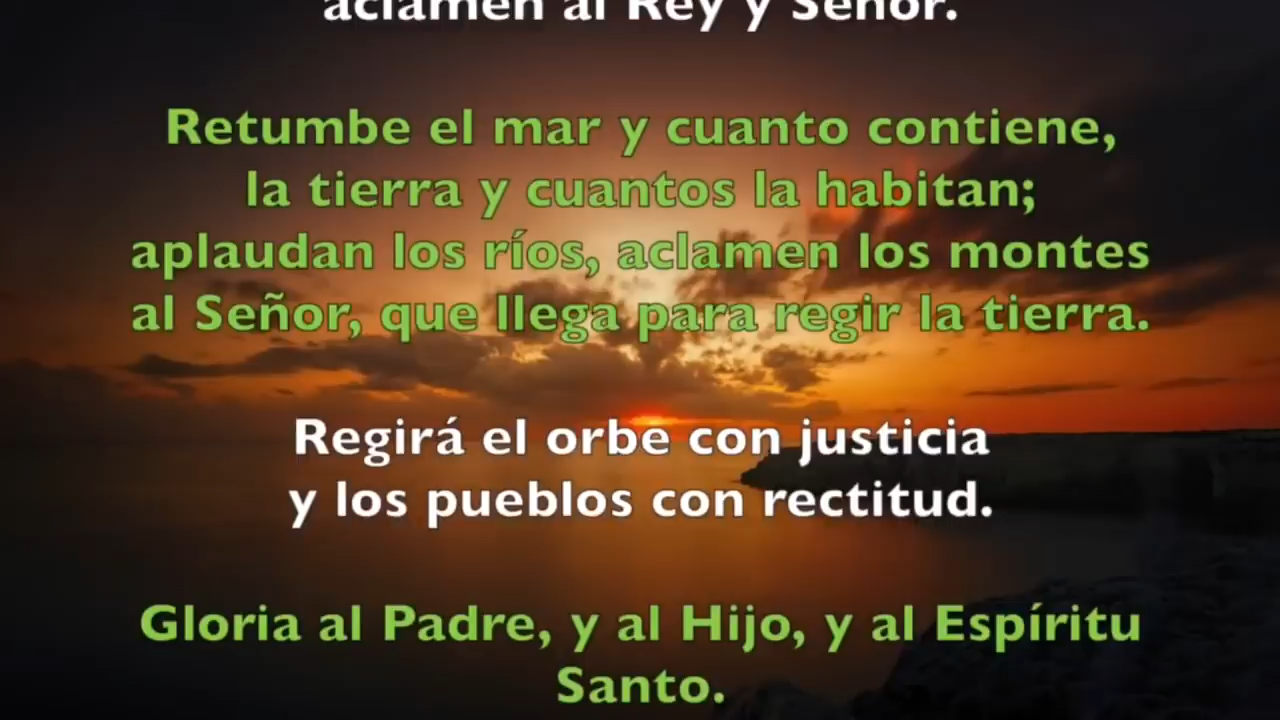 aclamen al Rey y Señor.
Retumbe el mar y cuanto contiene,
la tierra y cuantos la habitan;
aplaudan los ríos, aclamen los montes
al Señor, que llega para regir la tierra.
Regirá el orbe con justicia
y los pueblos con rectitud.
Gloria al Padre, y al Hijo, y al Espíritu
Santo.